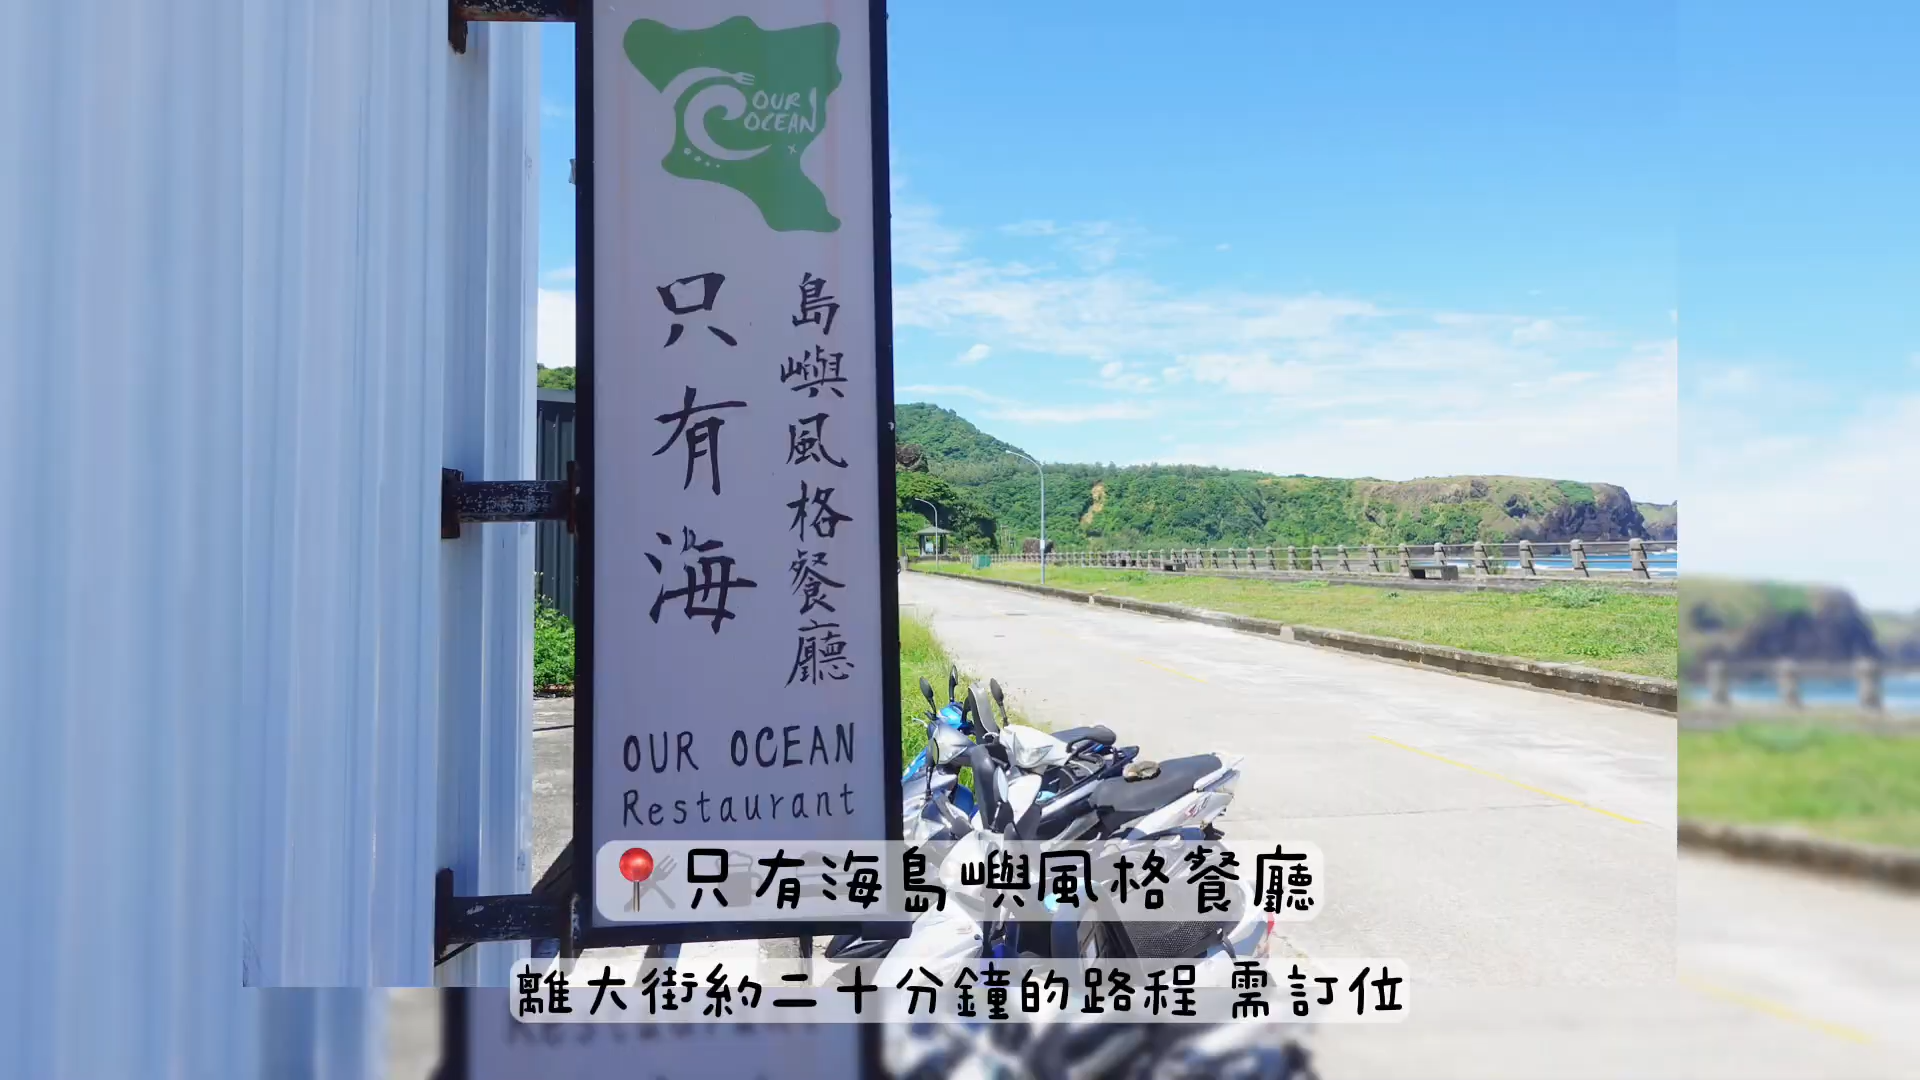 OUR
OCEAN
島嶼風格餐廳
只有海
OUR OCEAN
Restaurant
只有海島嶼風格餐廳
離大街約二十分鐘的路程 需訂位